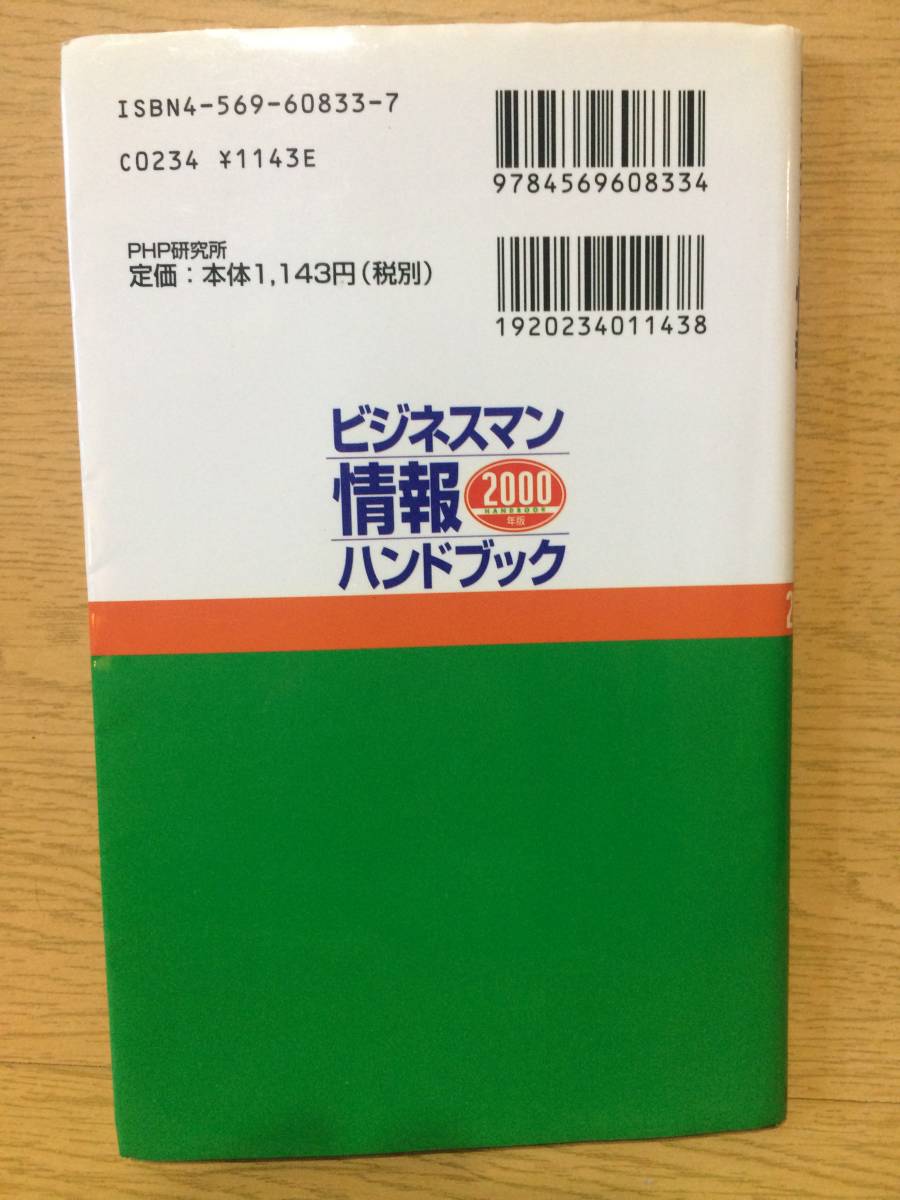 ISBN4-569-60833-7
C0234 ¥1143E
9784569608334
PHP研究所
定価：本体1,143円（税別）
1920234011438
ビジネスマン
情報
2000
HANDBOOK
年版
ハンドブック
2